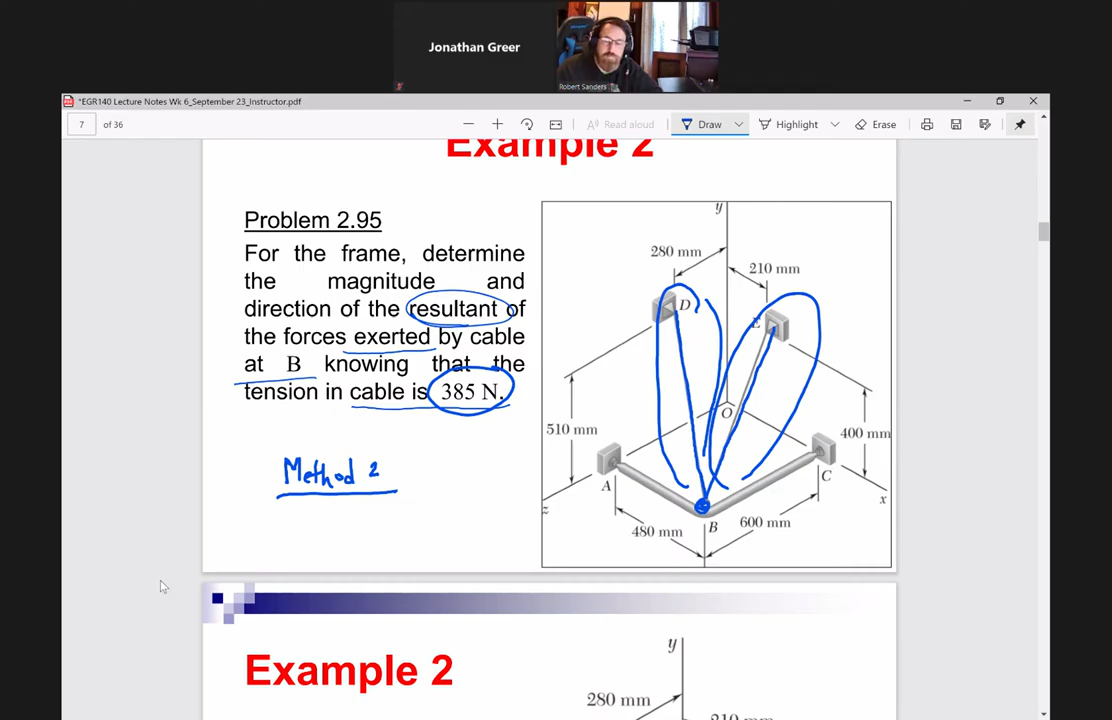 Jonathan Greer
Robert Sanders
*EGR140 Lecture Notes Wk 6_September 23_Instructor.pdf
7 of 36
Read aloud
Draw
Highlight
Erase
Example 2
Problem 2.95
For the frame, determine
the magnitude and
direction of the resultant of
the forces exerted by cable
at B knowing that the
tension in cable is 385 N.
Method 2
y
280 mm
210 mm
D
E
O
510 mm
400 mm
A
C
x
z
B
480 mm
600 mm
Example 2
y
280 mm
210 mm